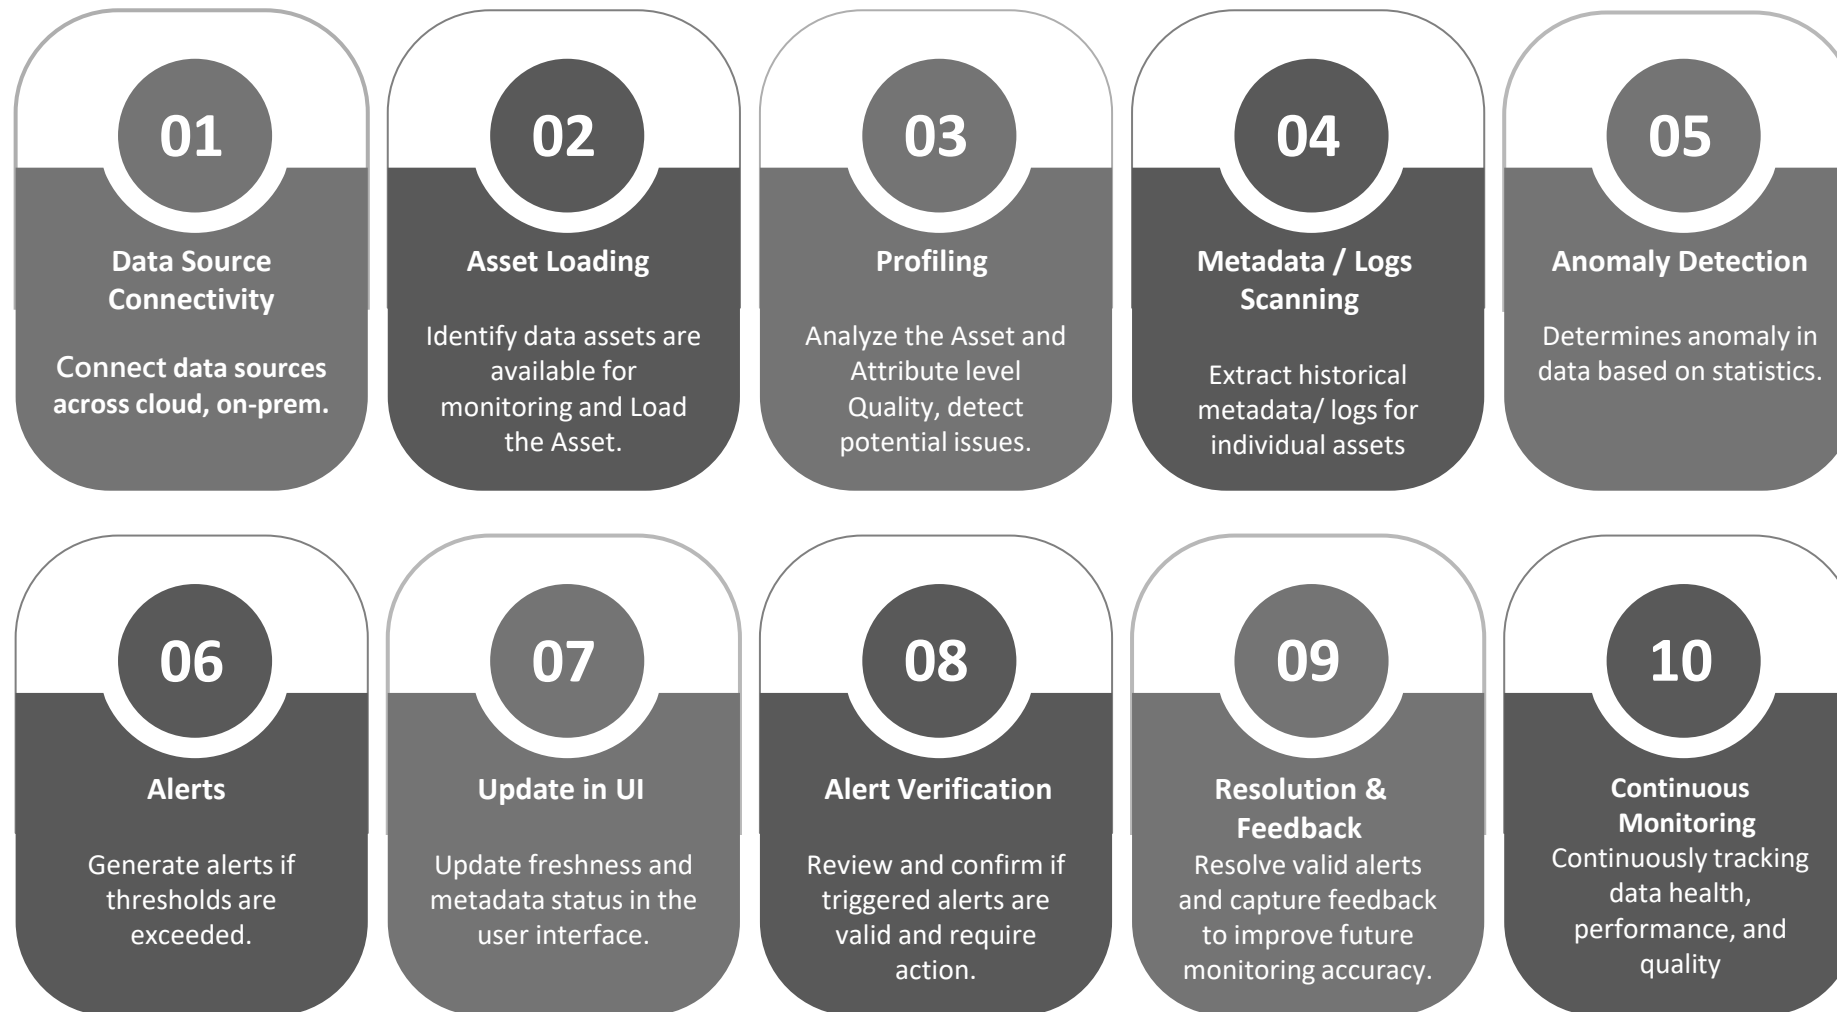 01
Data Source
Connectivity
Connect data sources
across cloud, on-prem.
02
Asset Loading
Identify data assets are
available for
monitoring and Load
the Asset.
03
Profiling
Analyze the Asset and
Attribute level
Quality, detect
potential issues.
04
Metadata / Logs
Scanning
Extract historical
metadata/ logs for
individual assets
05
Anomaly Detection
Determines anomaly in
data based on statistics.
06
Alerts
Generate alerts if
thresholds are
exceeded.
07
Update in UI
Update freshness and
metadata status in the
user interface.
08
Alert Verification
Review and confirm if
triggered alerts are
valid and require
action.
09
Resolution &
Feedback
Resolve valid alerts
and capture feedback
to improve future
monitoring accuracy.
10
Continuous
Monitoring
Continuously tracking
data health,
performance, and
quality